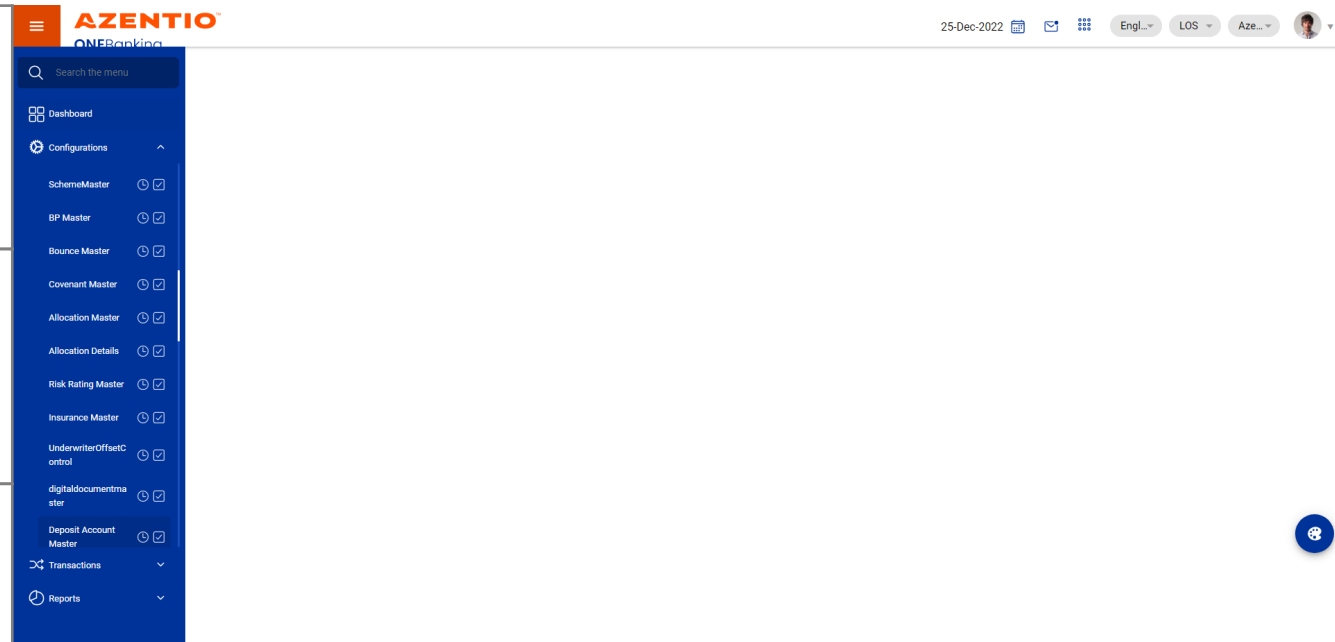 AZENTIO™
ONEBanking
25-Dec-2022
Engl...
LOS
Aze...
Search the menu
Dashboard
Configurations
SchemeMaster
BP Master
Bounce Master
Covenant Master
Allocation Master
Allocation Details
Risk Rating Master
Insurance Master
UnderwriterOffsetC
ontrol
digitaldocumentma
ster
Deposit Account
Master
Transactions
Reports